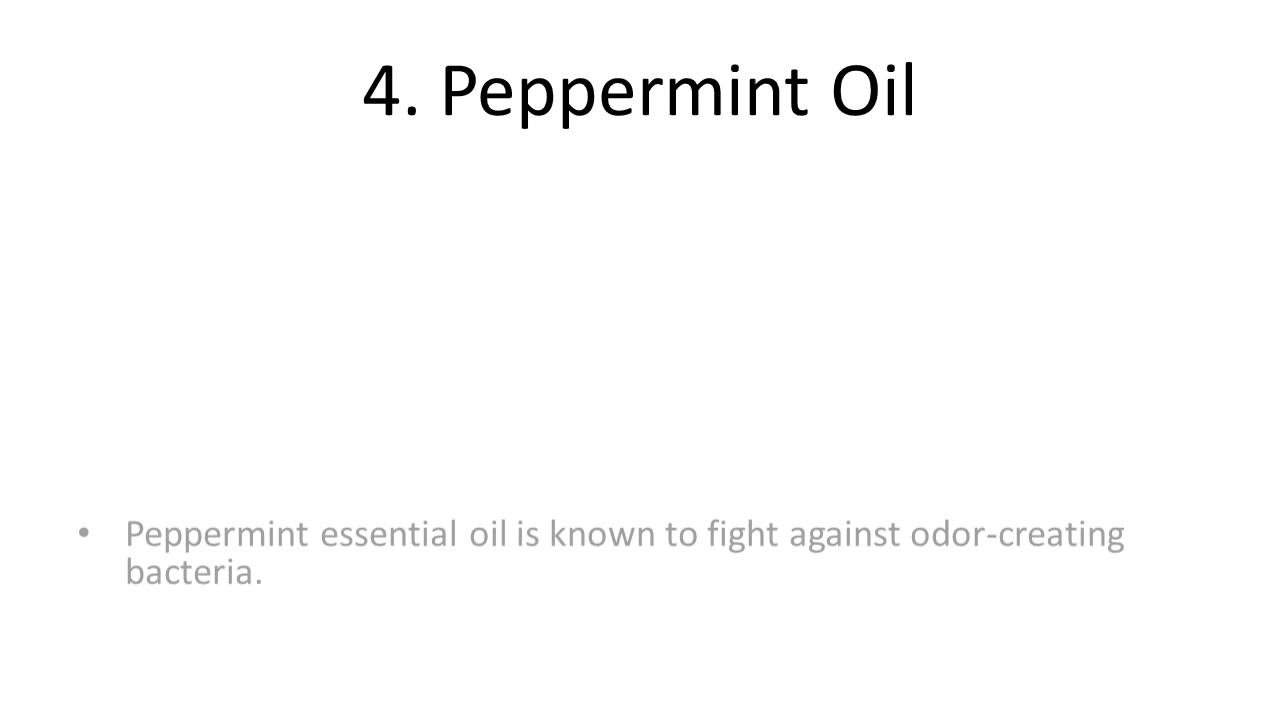 4. Peppermint Oil
• Peppermint essential oil is known to fight against odor-creating
bacteria.